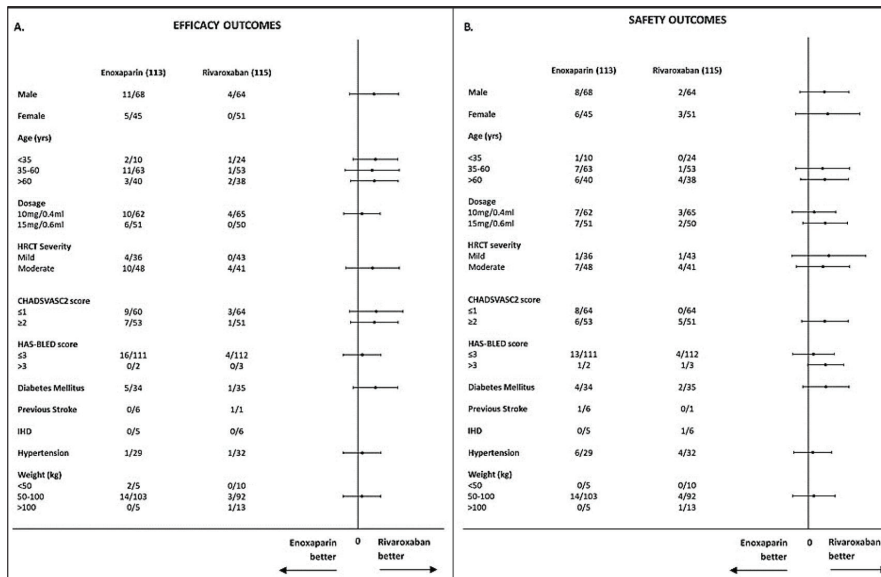 A. EFFICACY OUTCOMES
Enoxaparin (113) Rivaroxaban (115)
Male 11/68 4/64
Female 5/45 0/51
Age (yrs)
<35 2/10 1/24
35-60 11/63 1/53
>60 3/40 2/38
Dosage
10mg/0.4ml 10/62 4/65
15mg/0.6ml 6/51 0/50
HRCT Severity
Mild 4/36 0/43
Moderate 10/48 4/41
CHADSVASC2 score
≤1 9/60 3/64
≥2 7/53 1/51
HAS-BLED score
≤3 16/111 4/112
>3 0/2 0/3
Diabetes Mellitus 5/34 1/35
Previous Stroke 0/6 1/1
IHD 0/5 0/6
Hypertension 1/29 1/32
Weight (kg)
<50 2/5 0/10
50-100 14/103 3/92
>100 0/5 1/13
Enoxaparin better 0 Rivaroxaban better
B. SAFETY OUTCOMES
Enoxaparin (113) Rivaroxaban (115)
Male 8/68 2/64
Female 6/45 3/51
Age (yrs)
<35 1/10 0/24
35-60 7/63 1/53
>60 6/40 4/38
Dosage
10mg/0.4ml 7/62 3/65
15mg/0.6ml 7/51 2/50
HRCT severity
Mild 1/36 1/43
Moderate 7/48 4/41
CHADSVASC2 score
≤1 8/64 0/64
≥2 6/53 5/51
HAS-BLED score
≤3 13/111 4/112
>3 1/2 1/3
Diabetes Mellitus 4/34 2/35
Previous Stroke 1/6 0/1
IHD 0/5 1/6
Hypertension 6/29 4/32
Weight (kg)
<50 0/5 0/10
50-100 14/103 4/92
>100 0/5 1/13
Enoxaparin better 0 Rivaroxaban better